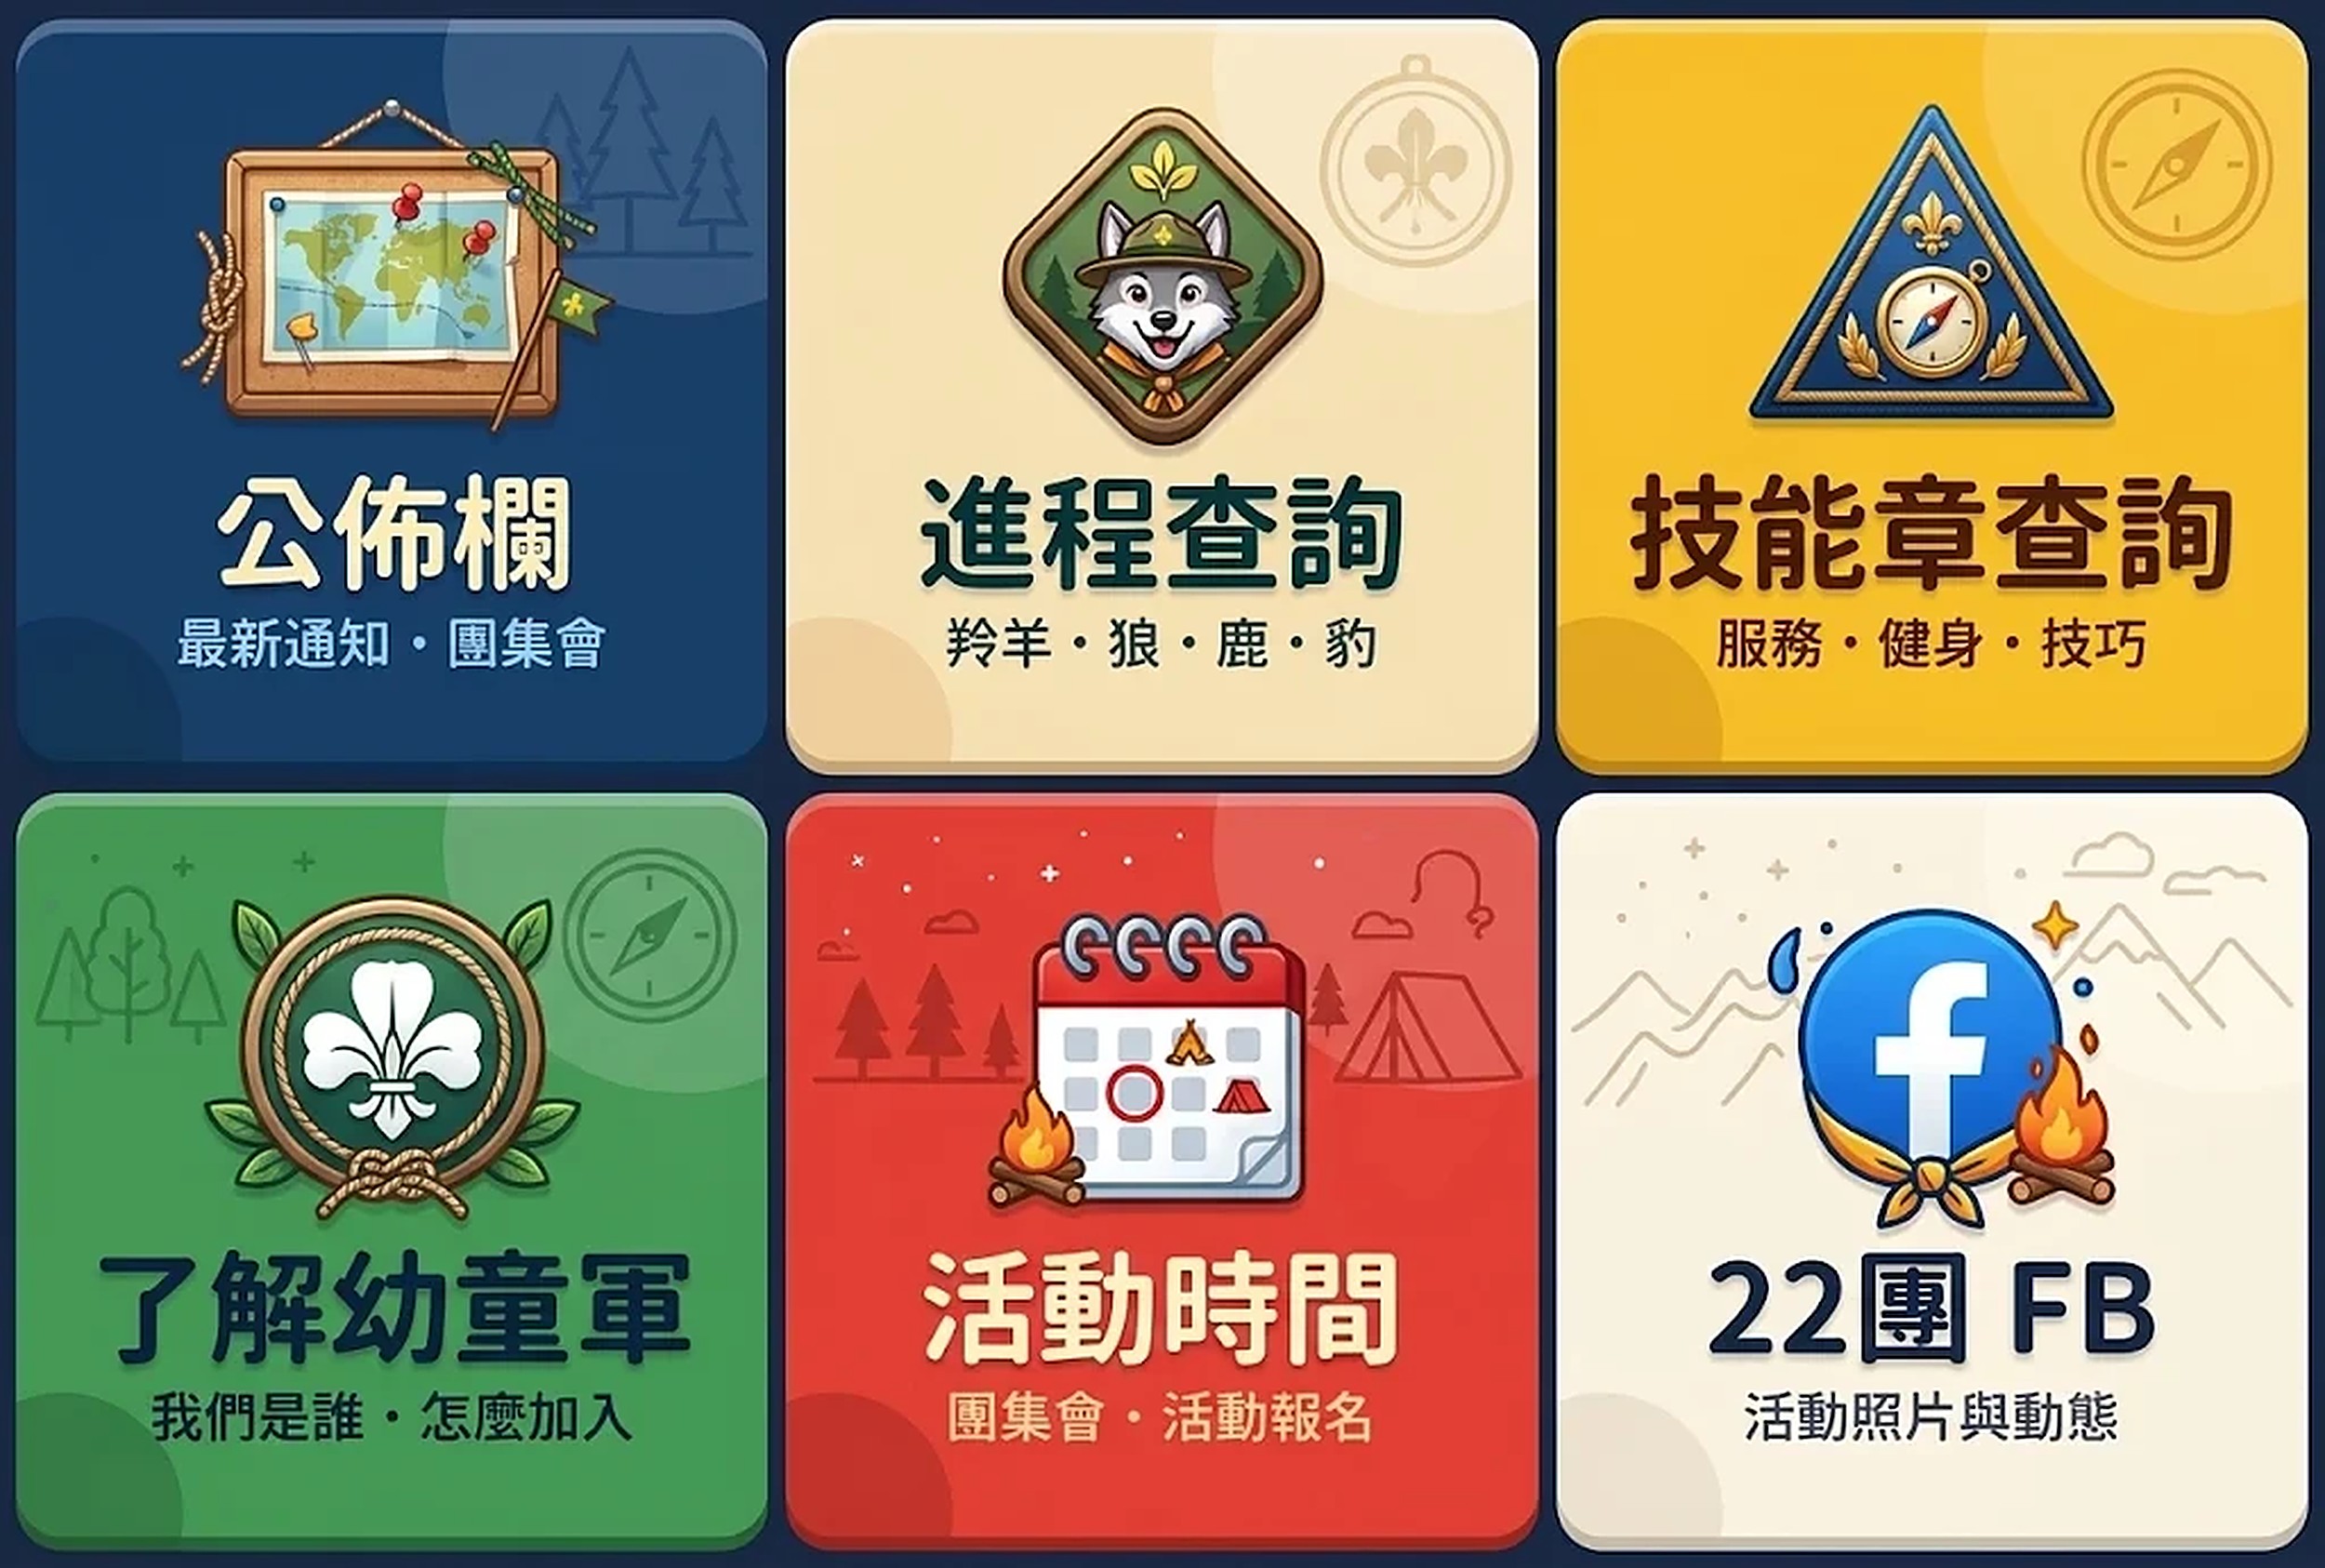 公佈欄
最新通知・團集會
進程查詢
羚羊・狼・鹿・豹
技能章查詢
服務・健身・技巧
了解幼童軍
我們是誰・怎麼加入
活動時間
團集會・活動報名
f
22團 FB
活動照片與動態